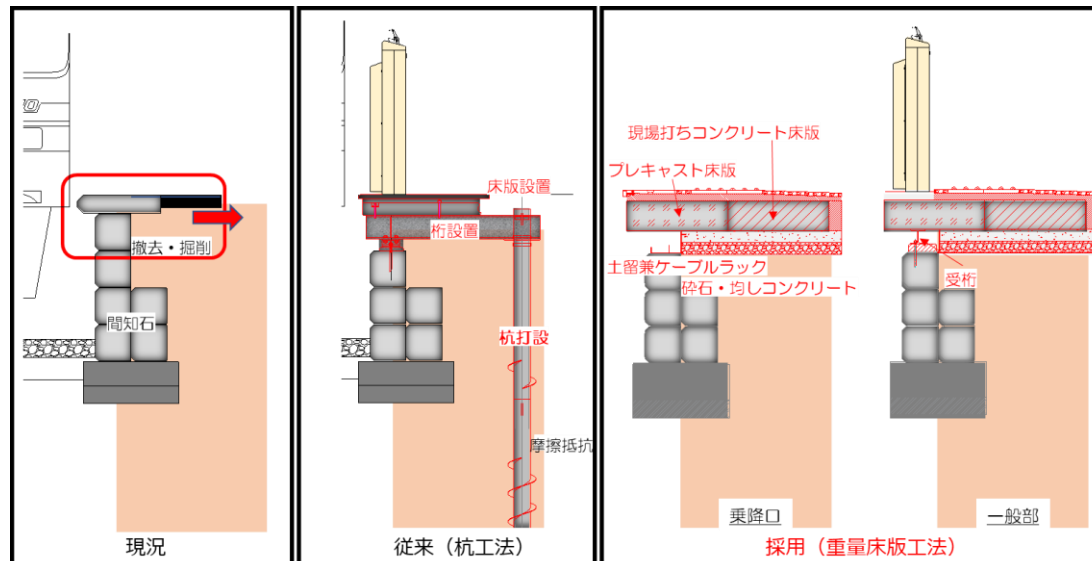 撤去・掘削
間知石
現況
床版設置
桁設置
杭打設
摩擦抵抗
従来（杭工法）
現場打ちコンクリート床版
プレキャスト床版
土留兼ケーブルラック
砕石・均しコンクリート
受桁
乗降口
一般部
採用（重量床版工法）